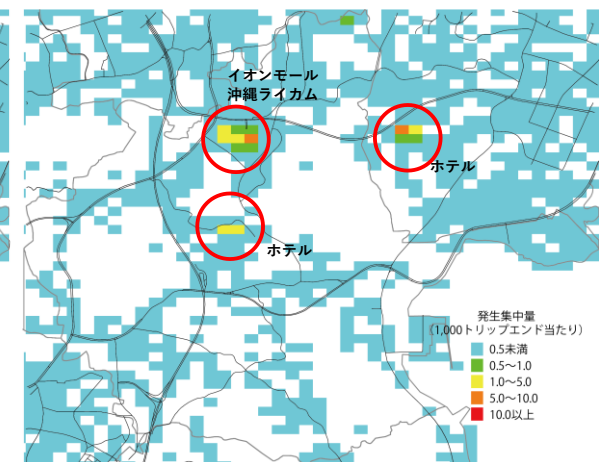 イオンモール
沖縄ライカム
ホテル
ホテル
発生集中量
（1,000トリップエンド当たり）
0.5未満
0.5～1.0
1.0～5.0
5.0～10.0
10.0以上